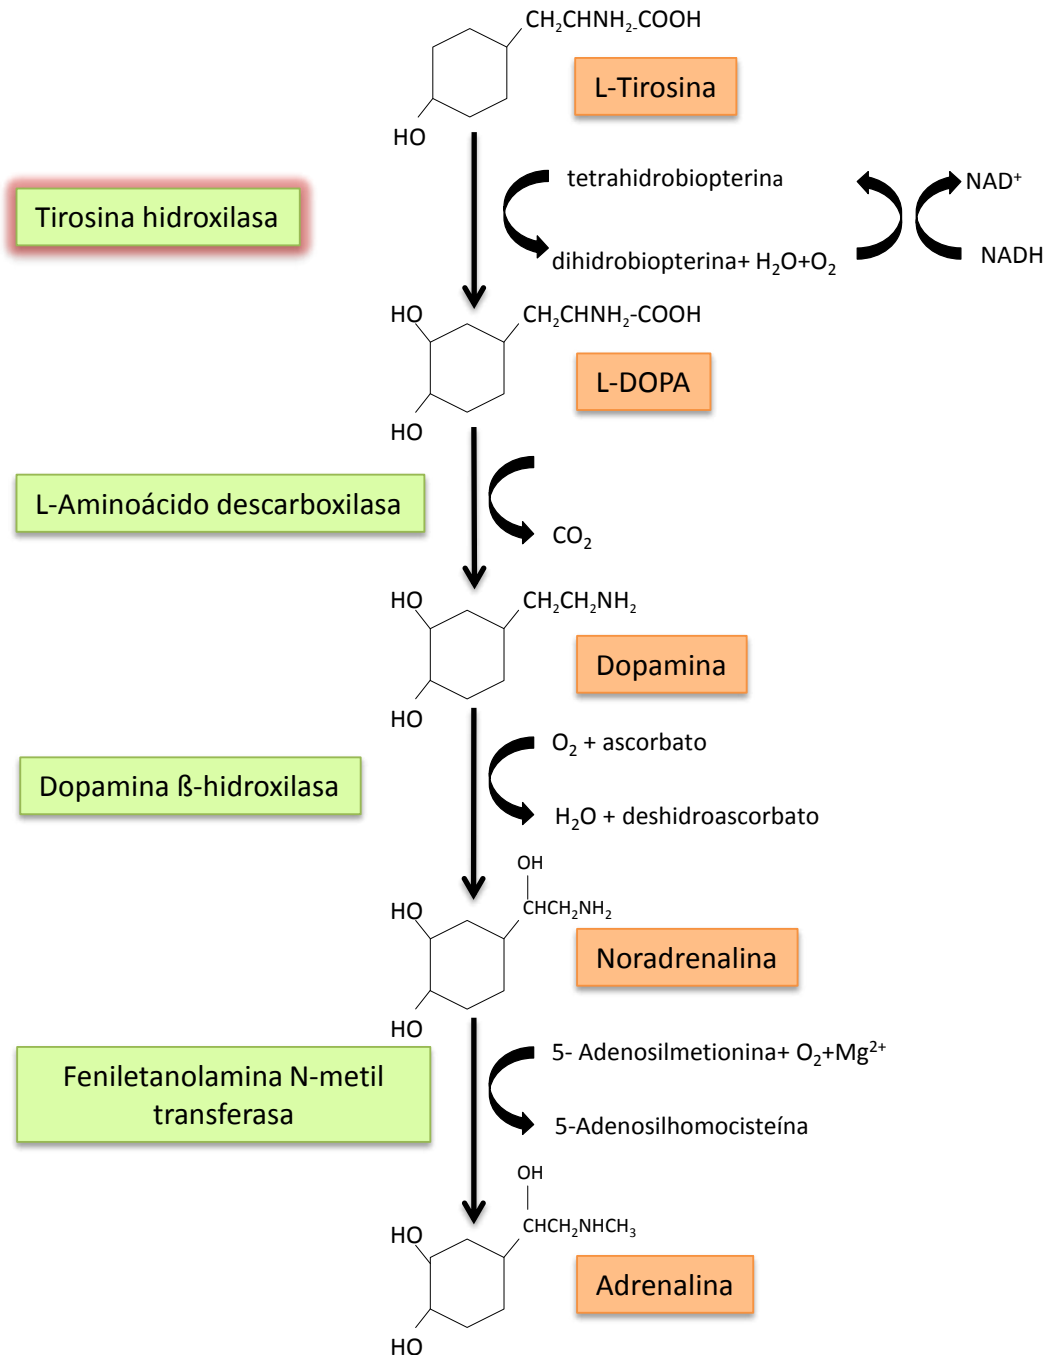 CH₂CHNH₂-COOH
L-Tirosina
HO
tetrahidrobiopterina
NAD⁺
Tirosina hidroxilasa
dihidrobiopterina+ H₂O+O₂
NADH
HO
CH₂CHNH₂-COOH
L-DOPA
HO
L-Aminoácido descarboxilasa
CO₂
HO
CH₂CH₂NH₂
Dopamina
HO
O₂ + ascorbato
Dopamina ß-hidroxilasa
H₂O + deshidroascorbato
OH
HO
CHCH₂NH₂
Noradrenalina
HO
5- Adenosilmetionina+ O₂+Mg²⁺
Feniletanolamina N-metil
transferasa
5-Adenosilhomocisteína
OH
HO
CHCH₂NHCH₃
Adrenalina
HO